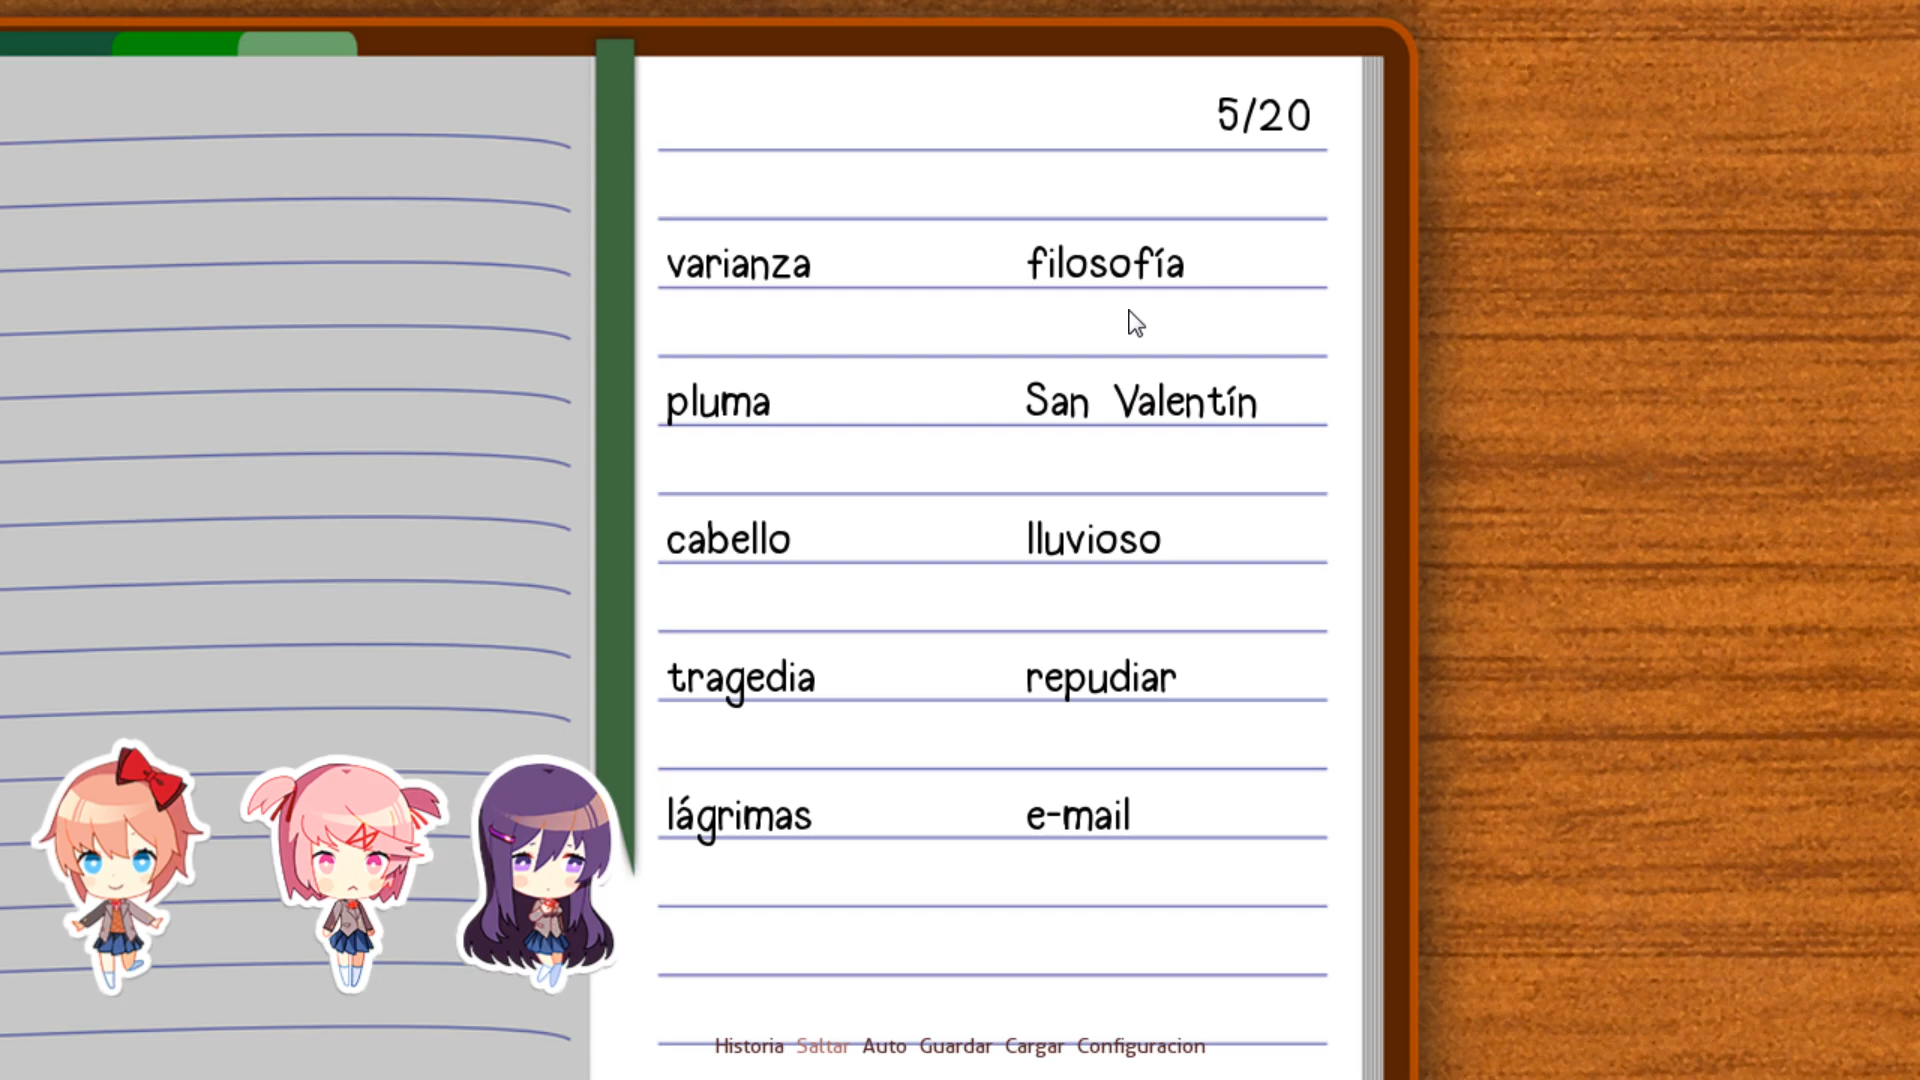 5/20
varianza filosofía
pluma San Valentín
cabello lluvioso
tragedia repudiar
lágrimas e-mail
Historia Saltar Auto Guardar Cargar Configuracion